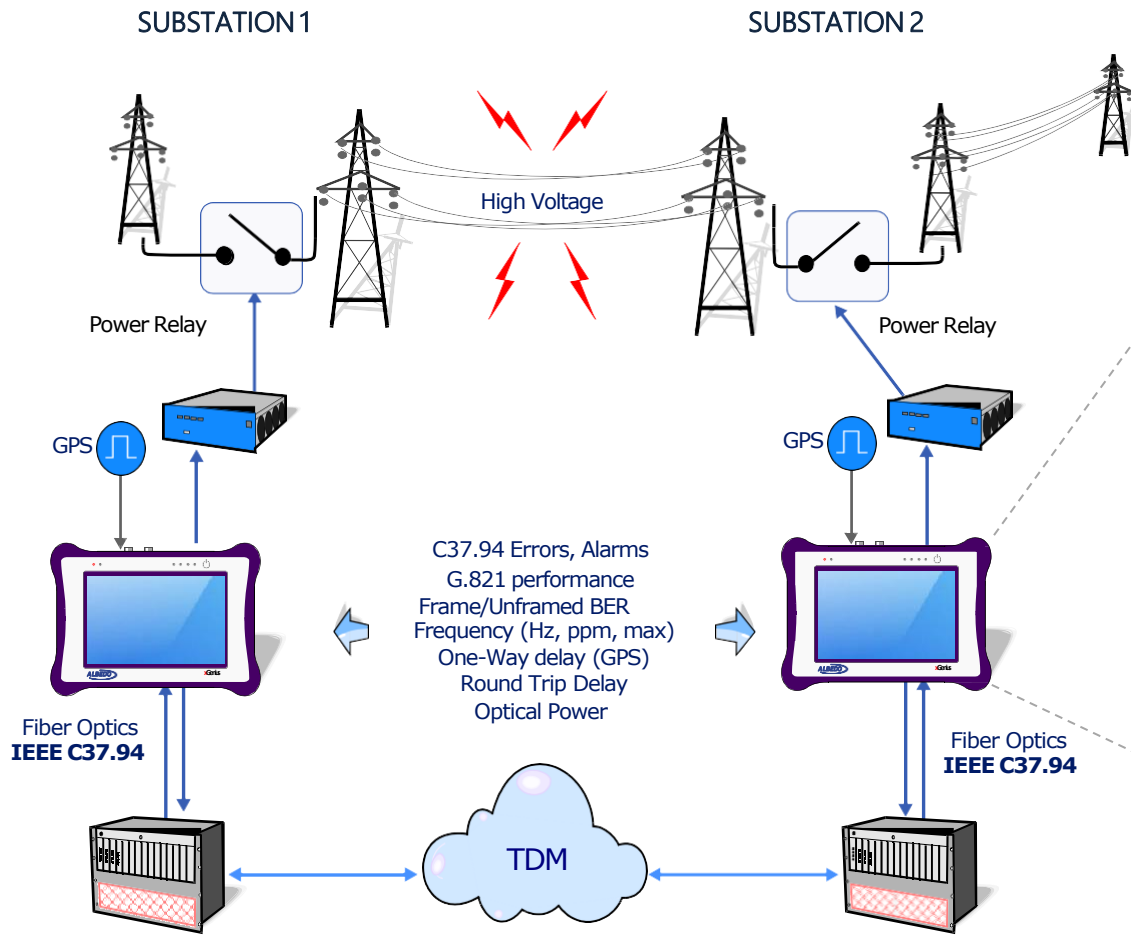 SUBSTATION 1
SUBSTATION 2
High Voltage
Power Relay
Power Relay
GPS
GPS
C37.94 Errors, Alarms
G.821 performance
Frame/Unframed BER
Frequency (Hz, ppm, max)
One-Way delay (GPS)
Round Trip Delay
Optical Power
ALBEDO
xGenius
ALBEDO
xGenius
Fiber Optics
IEEE C37.94
Fiber Optics
IEEE C37.94
TDM